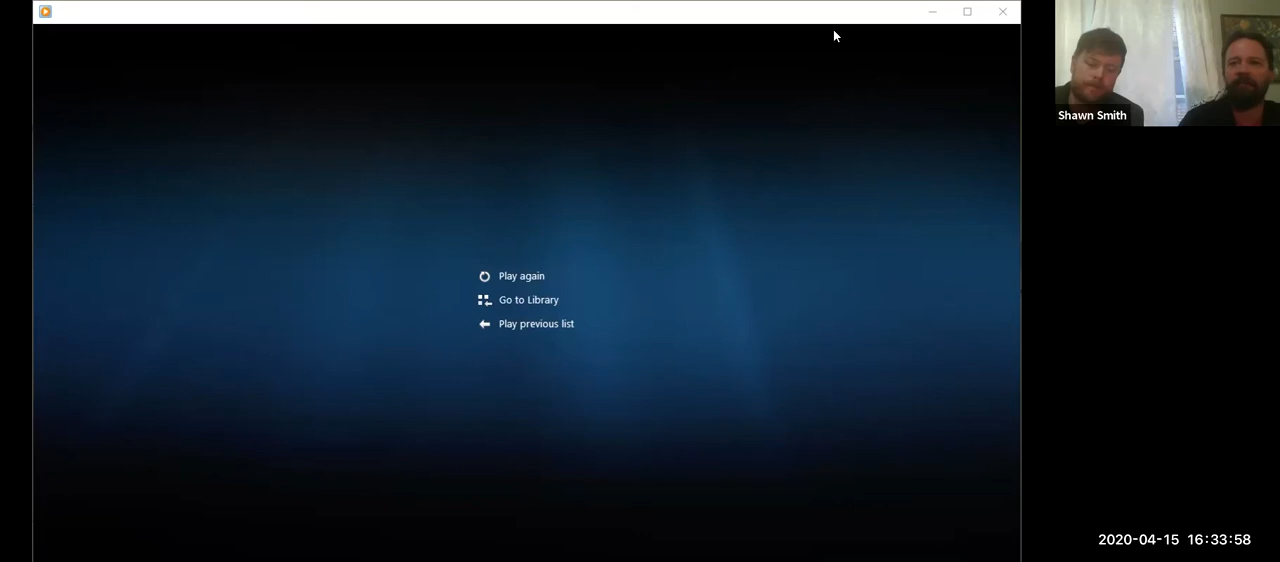 Play again
Go to Library
Play previous list
Shawn Smith
2020-04-15 16:33:58